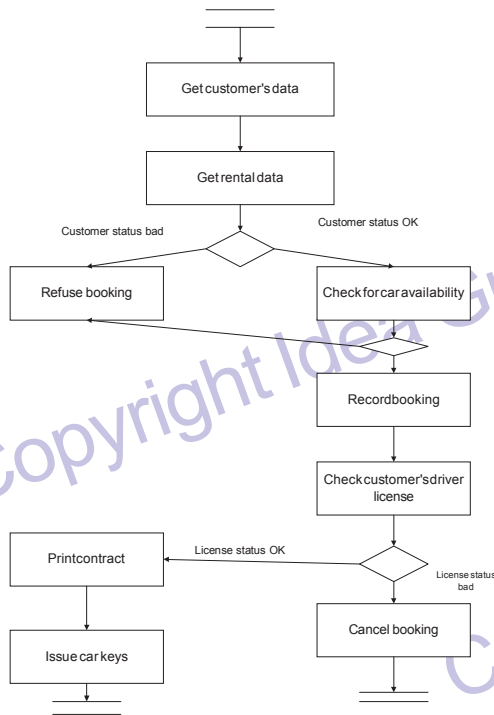 Get customer's data
Get rental data
Customer status bad
Customer status OK
Refuse booking
Check for car availability
Record booking
Check customer's driver
license
License status OK
Print contract
License status
bad
Cancel booking
Issue car keys
Copyright Idea Gr
C